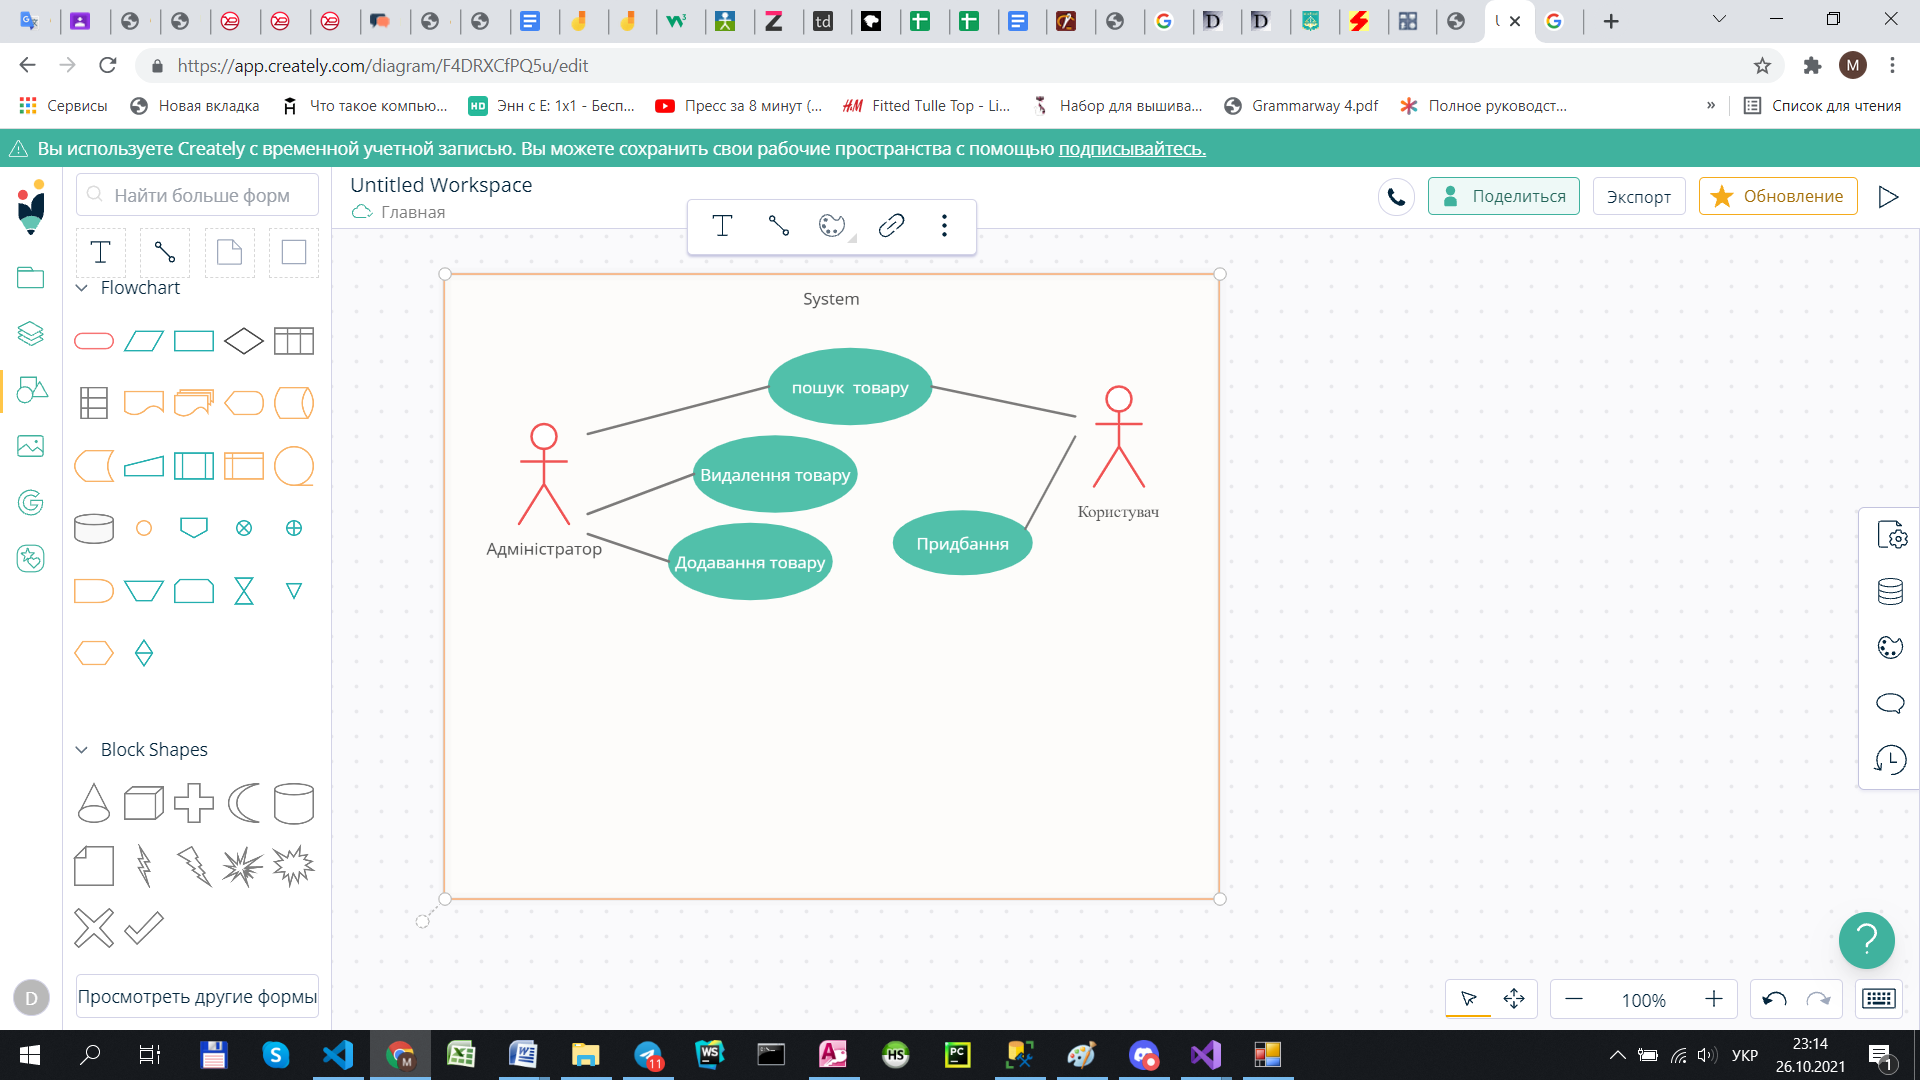 https://app.creately.com/diagram/F4DRXCfPQ5u/edit
M
Сервисы
Новая вкладка
Что такое компью...
HD
Энн с Е: 1x1 - Бесп...
Пресс за 8 минут (...
H&M
Fitted Tulle Top - Li...
Набор для вышива...
Grammarway 4.pdf
Полное руководст...
»
Список для чтения
Вы используете Creately с временной учетной записью. Вы можете сохранить свои рабочие пространства с помощью подписывайтесь.
Найти больше форм
Untitled Workspace
Главная
Поделиться
Экспорт
Обновление
Flowchart
System
пошук товару
Видалення товару
Користувач
Адміністратор
Придбання
Додавання товару
Block Shapes
Просмотреть другие формы
D
100%
11
УКР
23:14
26.10.2021
1